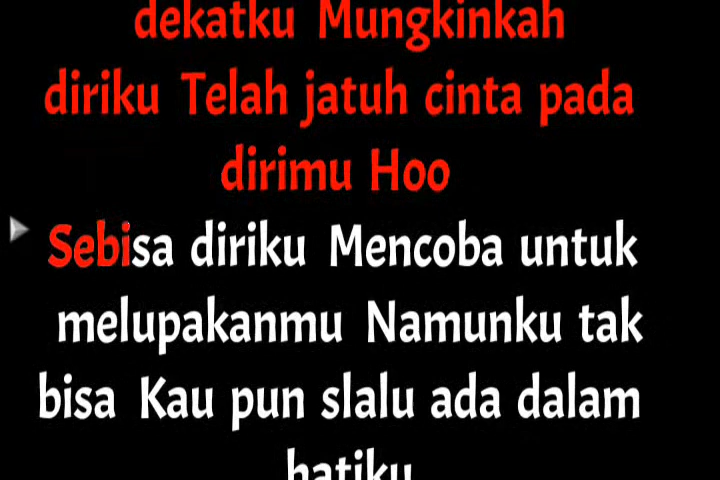 dekatku Mungkinkah
diriku Telah jatuh cinta pada
dirimu Hoo
Sebisa diriku Mencoba untuk
melupakanmu Namunku tak
bisa Kau pun slalu ada dalam
hatiku